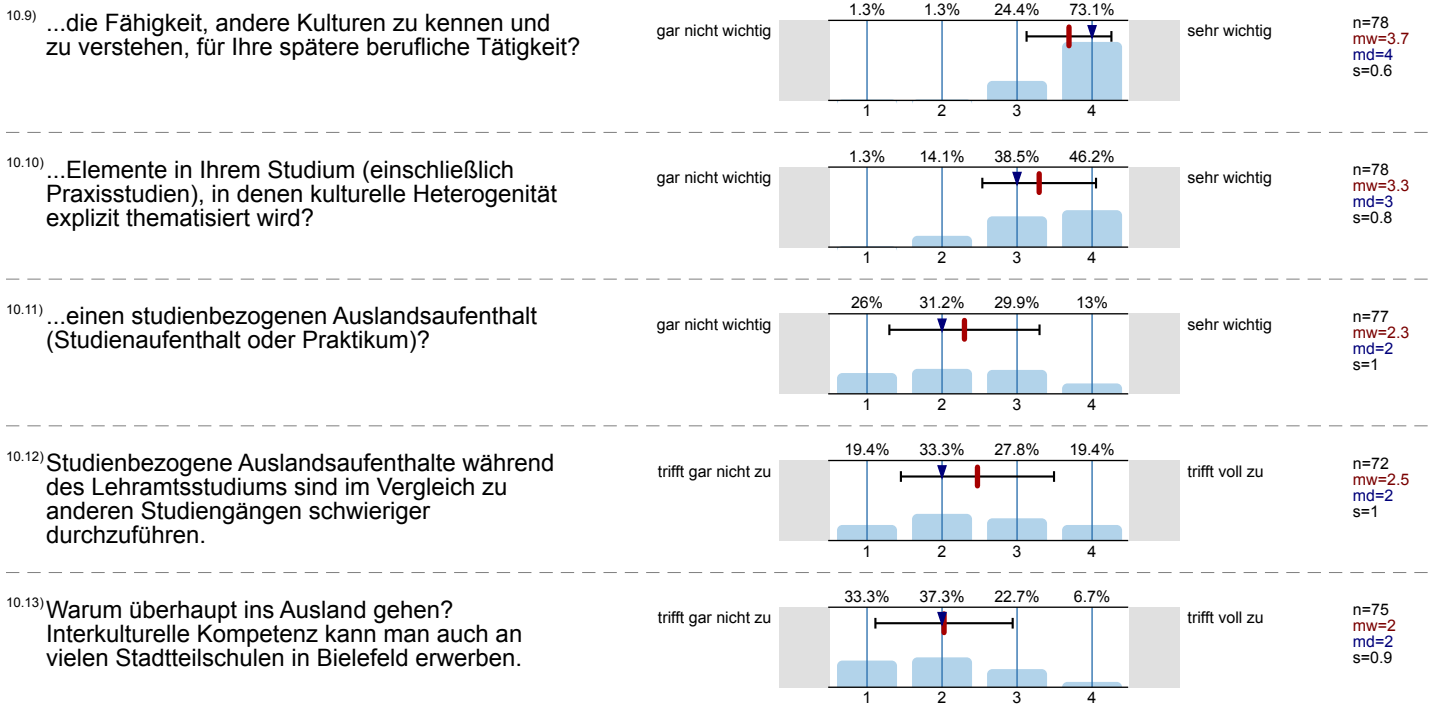 10.9) ...die Fähigkeit, andere Kulturen zu kennen und
zu verstehen, für Ihre spätere berufliche Tätigkeit?
gar nicht wichtig
1.3% 1.3% 24.4% 73.1%
1 2 3 4
sehr wichtig
n=78
mw=3.7
md=4
s=0.6
10.10) ...Elemente in Ihrem Studium (einschließlich
Praxisstudien), in denen kulturelle Heterogenität
explizit thematisiert wird?
gar nicht wichtig
1.3% 14.1% 38.5% 46.2%
1 2 3 4
sehr wichtig
n=78
mw=3.3
md=3
s=0.8
10.11) ...einen studienbezogenen Auslandsaufenthalt
(Studienaufenthalt oder Praktikum)?
gar nicht wichtig
26% 31.2% 29.9% 13%
1 2 3 4
sehr wichtig
n=77
mw=2.3
md=2
s=1
10.12) Studienbezogene Auslandsaufenthalte während
des Lehramtsstudiums sind im Vergleich zu
anderen Studiengängen schwieriger
durchzuführen.
trifft gar nicht zu
19.4% 33.3% 27.8% 19.4%
1 2 3 4
trifft voll zu
n=72
mw=2.5
md=2
s=1
10.13) Warum überhaupt ins Ausland gehen?
Interkulturelle Kompetenz kann man auch an
vielen Stadtteilschulen in Bielefeld erwerben.
trifft gar nicht zu
33.3% 37.3% 22.7% 6.7%
1 2 3 4
trifft voll zu
n=75
mw=2
md=2
s=0.9